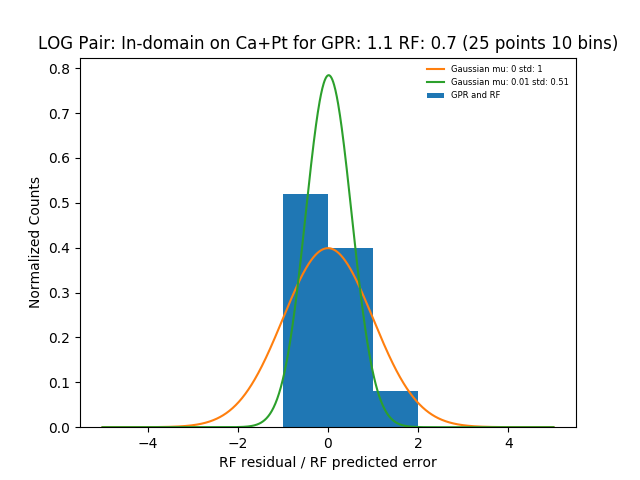 LOG Pair: In-domain on Ca+Pt for GPR: 1.1 RF: 0.7 (25 points 10 bins)
Gaussian mu: 0 std: 1
Gaussian mu: 0.01 std: 0.51
GPR and RF
Normalized Counts
0.8
0.7
0.6
0.5
0.4
0.3
0.2
0.1
0.0
−4 −2 0 2 4
RF residual / RF predicted error